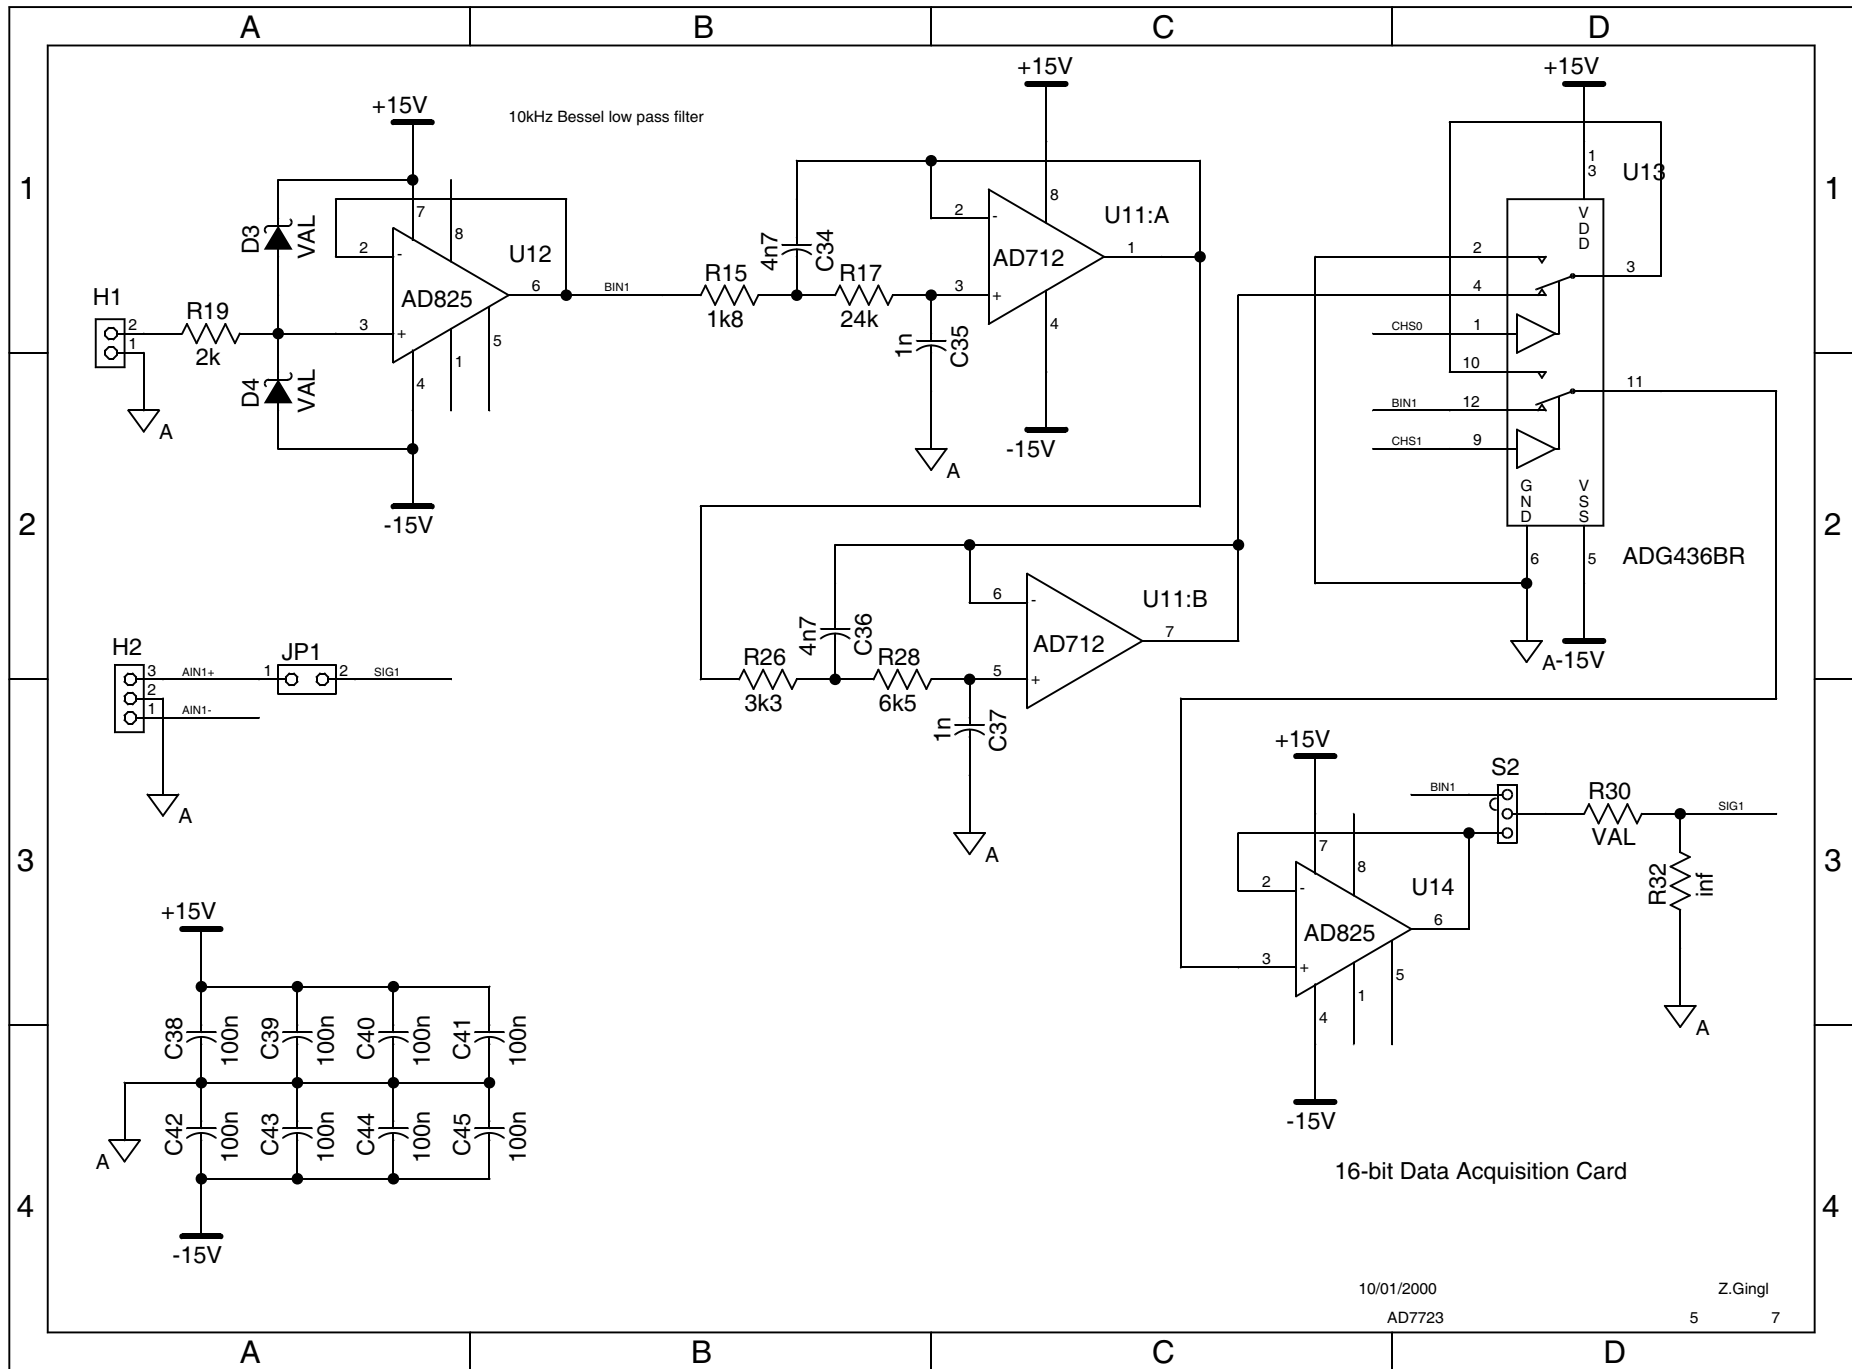 A B C D
+15V +15V
+15V
10kHz Bessel low pass filter
1 1
1
3
U13
7
8
D3
VAL
2
-
U12
AD825
6
BIN1
3
+
5
1
4
H1
2
1
R19
2k
D4
VAL
A
-15V
R15
1k8
4n7
C34
R17
24k
1n
C35
A
8
2
-
U11:A
AD712
1
3
+
4
-15V
V
D
D
2
3
4
CHS0
1
10
11
BIN1
12
CHS1
9
G
N
D
V
S
S
6
5
ADG436BR
A
-15V
2 2
6
-
U11:B
AD712
7
4n7
C36
R26
3k3
R28
6k5
5
+
1n
C37
A
H2
3
2
1
AIN1+
AIN1-
JP1
1
2
SIG1
A
+15V
7
8
2
-
U14
AD825
6
3
+
5
1
4
-15V
S2
BIN1
R30
VAL
SIG1
R32
inf
A
3 3
+15V
C38
100n
C39
100n
C40
100n
C41
100n
C42
100n
C43
100n
C44
100n
C45
100n
A
-15V
16-bit Data Acquisition Card
4 4
10/01/2000 Z.Gingl
AD7723 5 7
A B C D